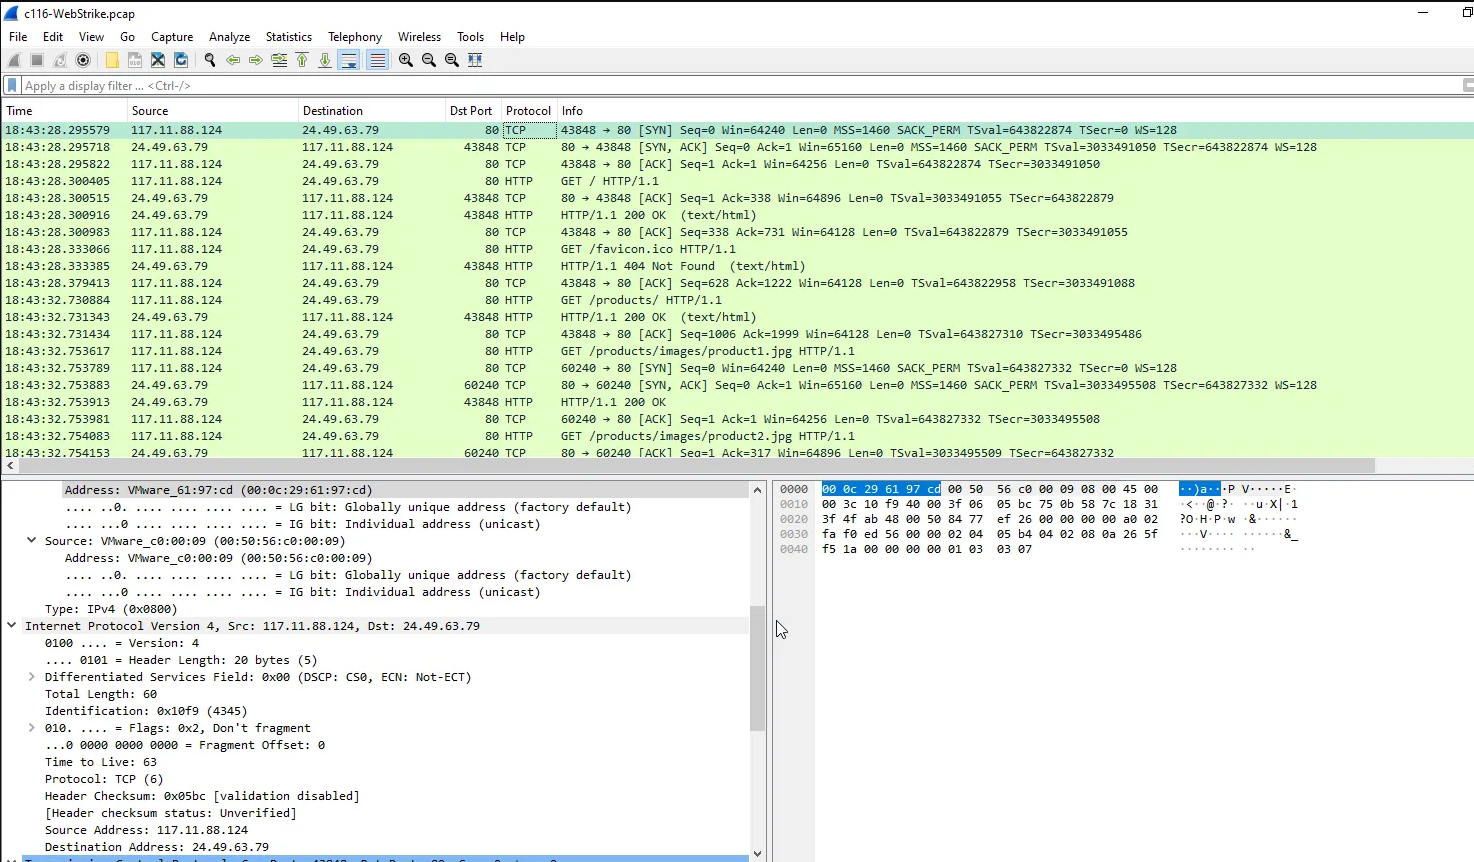 c116-WebStrike.pcap
File Edit View Go Capture Analyze Statistics Telephony Wireless Tools Help
Apply a display filter ... <Ctrl-/>
Time Source Destination Dst Port Protocol Info
18:43:28.295579 117.11.88.124 24.49.63.79 80 TCP 43848 → 80 [SYN] Seq=0 Win=64240 Len=0 MSS=1460 SACK_PERM TSval=643822874 TSecr=0 WS=128
18:43:28.295718 24.49.63.79 117.11.88.124 43848 TCP 80 → 43848 [SYN, ACK] Seq=0 Ack=1 Win=65160 Len=0 MSS=1460 SACK_PERM TSval=3033491050 TSecr=643822874 WS=128
18:43:28.295822 117.11.88.124 24.49.63.79 80 TCP 43848 → 80 [ACK] Seq=1 Ack=1 Win=64256 Len=0 TSval=643822874 TSecr=3033491050
18:43:28.300405 117.11.88.124 24.49.63.79 80 HTTP GET / HTTP/1.1
18:43:28.300515 24.49.63.79 117.11.88.124 43848 TCP 80 → 43848 [ACK] Seq=1 Ack=338 Win=64896 Len=0 TSval=3033491055 TSecr=643822879
18:43:28.300916 24.49.63.79 117.11.88.124 43848 HTTP HTTP/1.1 200 OK (text/html)
18:43:28.300983 117.11.88.124 24.49.63.79 80 TCP 43848 → 80 [ACK] Seq=338 Ack=731 Win=64128 Len=0 TSval=643822879 TSecr=3033491055
18:43:28.333066 117.11.88.124 24.49.63.79 80 HTTP GET /favicon.ico HTTP/1.1
18:43:28.333385 24.49.63.79 117.11.88.124 43848 HTTP HTTP/1.1 404 Not Found (text/html)
18:43:28.379413 117.11.88.124 24.49.63.79 80 TCP 43848 → 80 [ACK] Seq=628 Ack=1222 Win=64128 Len=0 TSval=643822958 TSecr=3033491088
18:43:32.730884 117.11.88.124 24.49.63.79 80 HTTP GET /products/ HTTP/1.1
18:43:32.731343 24.49.63.79 117.11.88.124 43848 HTTP HTTP/1.1 200 OK (text/html)
18:43:32.731434 117.11.88.124 24.49.63.79 80 TCP 43848 → 80 [ACK] Seq=1006 Ack=1999 Win=64128 Len=0 TSval=643827310 TSecr=3033495486
18:43:32.753617 117.11.88.124 24.49.63.79 80 HTTP GET /products/images/product1.jpg HTTP/1.1
18:43:32.753789 117.11.88.124 24.49.63.79 80 TCP 60240 → 80 [SYN] Seq=0 Win=64240 Len=0 MSS=1460 SACK_PERM TSval=643827332 TSecr=0 WS=128
18:43:32.753883 24.49.63.79 117.11.88.124 60240 TCP 80 → 60240 [SYN, ACK] Seq=0 Ack=1 Win=65160 Len=0 MSS=1460 SACK_PERM TSval=3033495508 TSecr=643827332 WS=128
18:43:32.753913 24.49.63.79 117.11.88.124 43848 HTTP HTTP/1.1 200 OK
18:43:32.753981 117.11.88.124 24.49.63.79 80 TCP 60240 → 80 [ACK] Seq=1 Ack=1 Win=64256 Len=0 TSval=643827332 TSecr=3033495508
18:43:32.754083 117.11.88.124 24.49.63.79 80 HTTP GET /products/images/product2.jpg HTTP/1.1
18:43:32.754153 24.49.63.79 117.11.88.124 60240 TCP 80 → 60240 [ACK] Seq=1 Ack=317 Win=64896 Len=0 TSval=3033495509 TSecr=643827332
Address: VMware_61:97:cd (00:0c:29:61:97:cd)
.... ..0. .... .... .... .... = LG bit: Globally unique address (factory default)
.... ...0 .... .... .... .... = IG bit: Individual address (unicast)
Source: VMware_c0:00:09 (00:50:56:c0:00:09)
Address: VMware_c0:00:09 (00:50:56:c0:00:09)
.... ..0. .... .... .... .... = LG bit: Globally unique address (factory default)
.... ...0 .... .... .... .... = IG bit: Individual address (unicast)
Type: IPv4 (0x0800)
Internet Protocol Version 4, Src: 117.11.88.124, Dst: 24.49.63.79
0100 .... = Version: 4
.... 0101 = Header Length: 20 bytes (5)
Differentiated Services Field: 0x00 (DSCP: CS0, ECN: Not-ECT)
Total Length: 60
Identification: 0x10f9 (4345)
010. .... = Flags: 0x2, Don't fragment
...0 0000 0000 0000 = Fragment Offset: 0
Time to Live: 63
Protocol: TCP (6)
Header Checksum: 0x05bc [validation disabled]
[Header checksum status: Unverified]
Source Address: 117.11.88.124
Destination Address: 24.49.63.79
0000 00 0c 29 61 97 cd 00 50 56 c0 00 09 08 00 45 00 ··)a···P V·····E·
0010 00 3c 10 f9 40 00 3f 06 05 bc 75 0b 58 7c 18 31 ·<··@·?· ··u·X|·1
0020 3f 4f ab 48 00 50 84 77 ef 26 00 00 00 00 a0 02 ?O·H·P·w ·&······
0030 fa f0 ed 56 00 00 02 04 05 b4 04 02 08 0a 26 5f ···V···· ······&_
0040 f5 1a 00 00 00 00 01 03 03 07 ········ ··